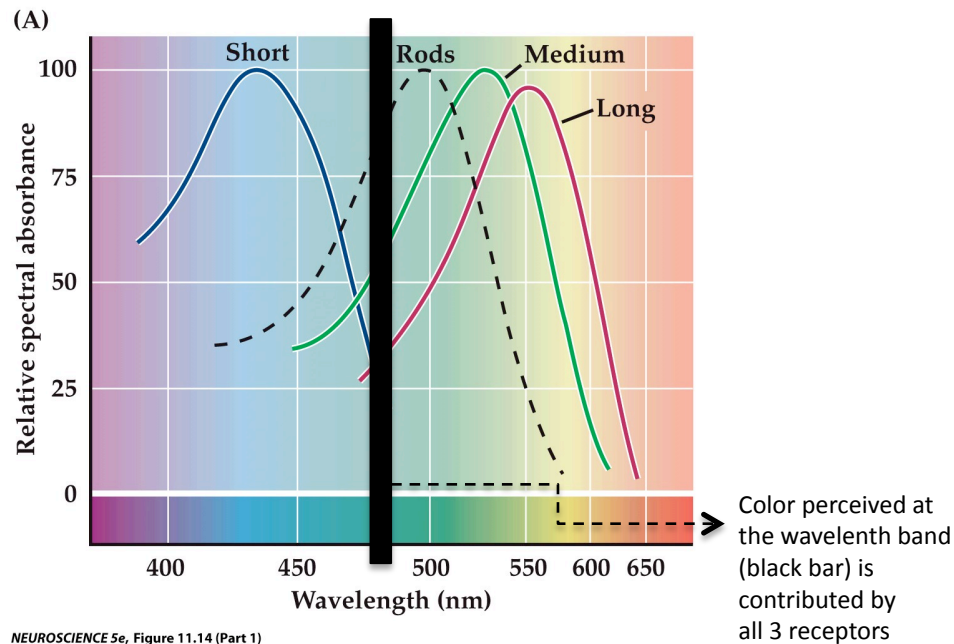 (A)
Short
Rods
Medium
Long
100
75
50
25
0
Relative spectral absorbance
400 450 500 550 600 650
Wavelength (nm)
Color perceived at
the wavelenth band
(black bar) is
contributed by
all 3 receptors
NEUROSCIENCE 5e, Figure 11.14 (Part 1)